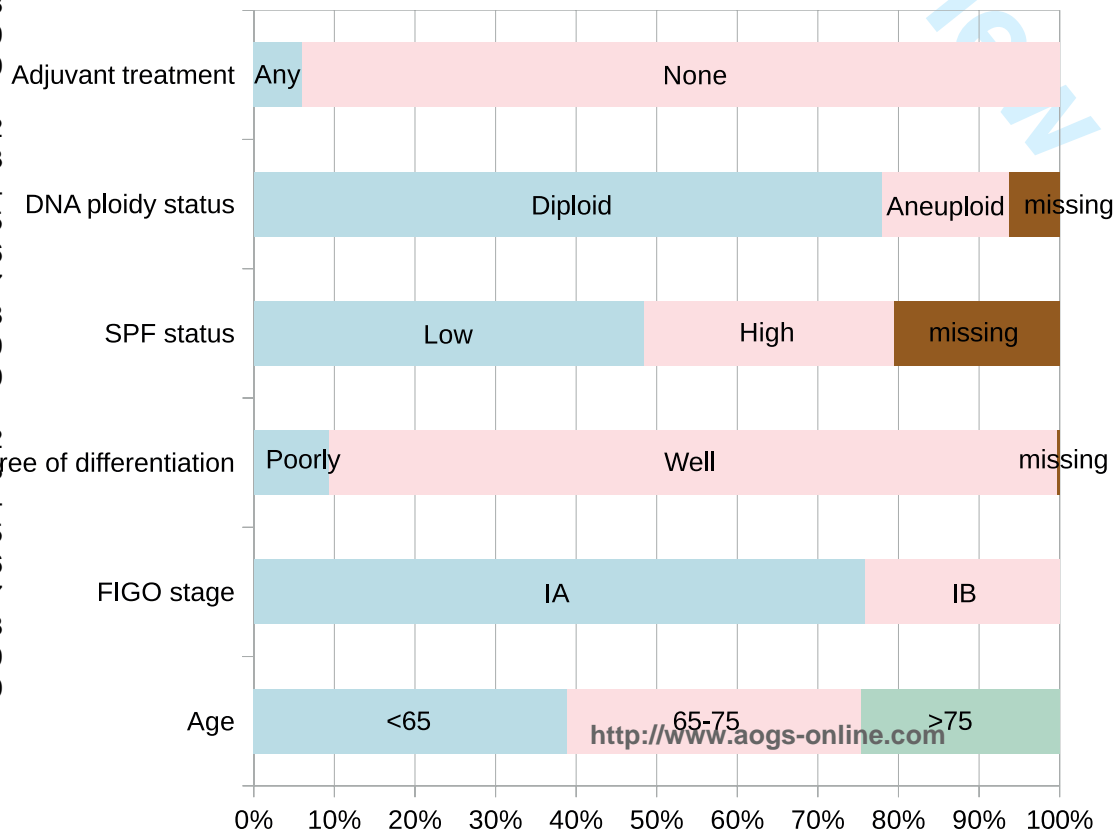 Adjuvant treatment Any None
DNA ploidy status Diploid Aneuploid missing
SPF status Low High missing
ree of differentiation Poorly Well missing
FIGO stage IA IB
Age <65 65-75 >75
http://www.aogs-online.com
0% 10% 20% 30% 40% 50% 60% 70% 80% 90% 100%